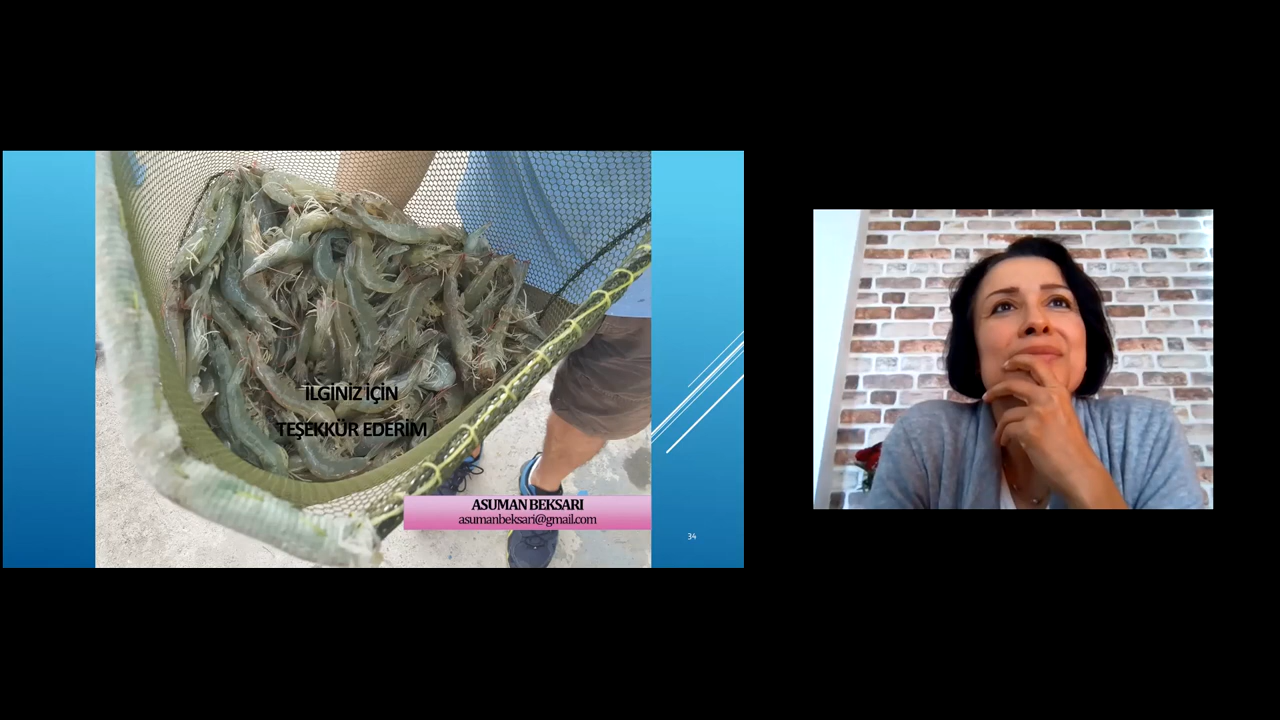 İLGİNİZ İÇİN
TEŞEKKÜR EDERİM
ASUMAN BEKSARI
asumanbeksari@gmail.com
34